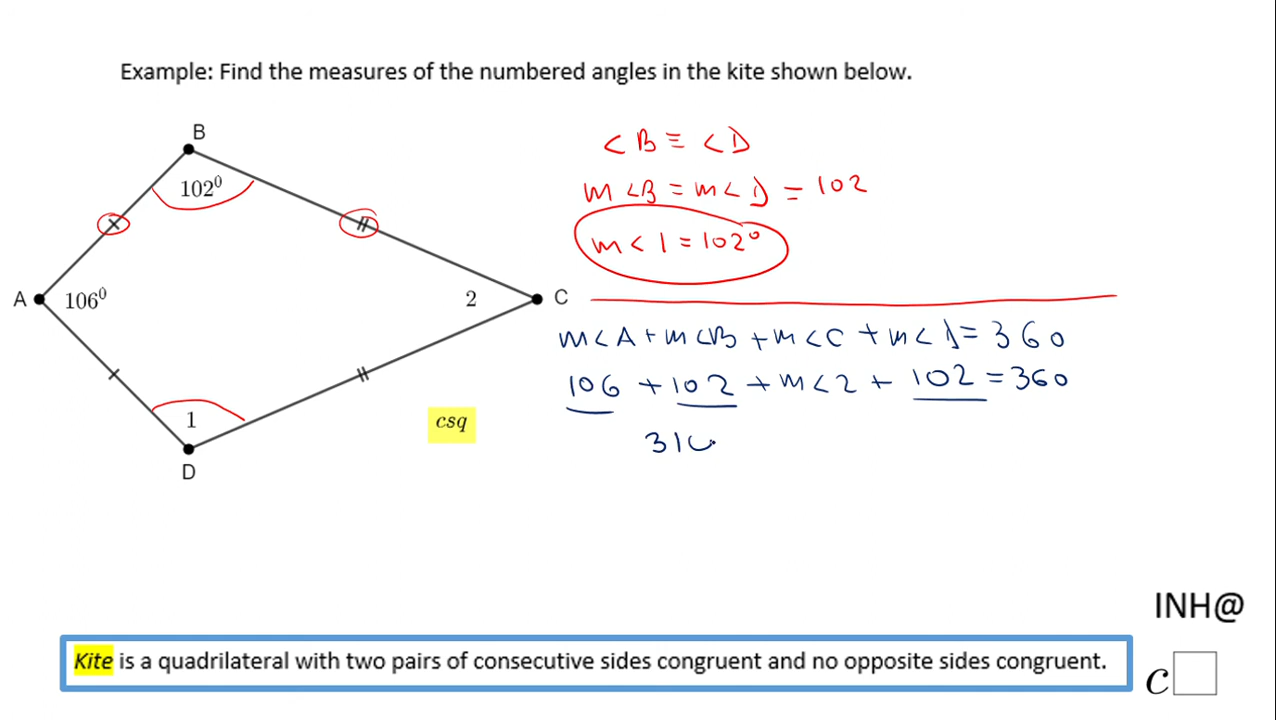 Example: Find the measures of the numbered angles in the kite shown below.
B
102⁰
A
106⁰
2
C
1
D
csq
<B ≅ <D
m<B = m<D = 102
m<1 = 102⁰
m<A + m<B + m<C + m<D = 360
106 + 102 + m<2 + 102 = 360
310
INH@
Kite is a quadrilateral with two pairs of consecutive sides congruent and no opposite sides congruent.
c